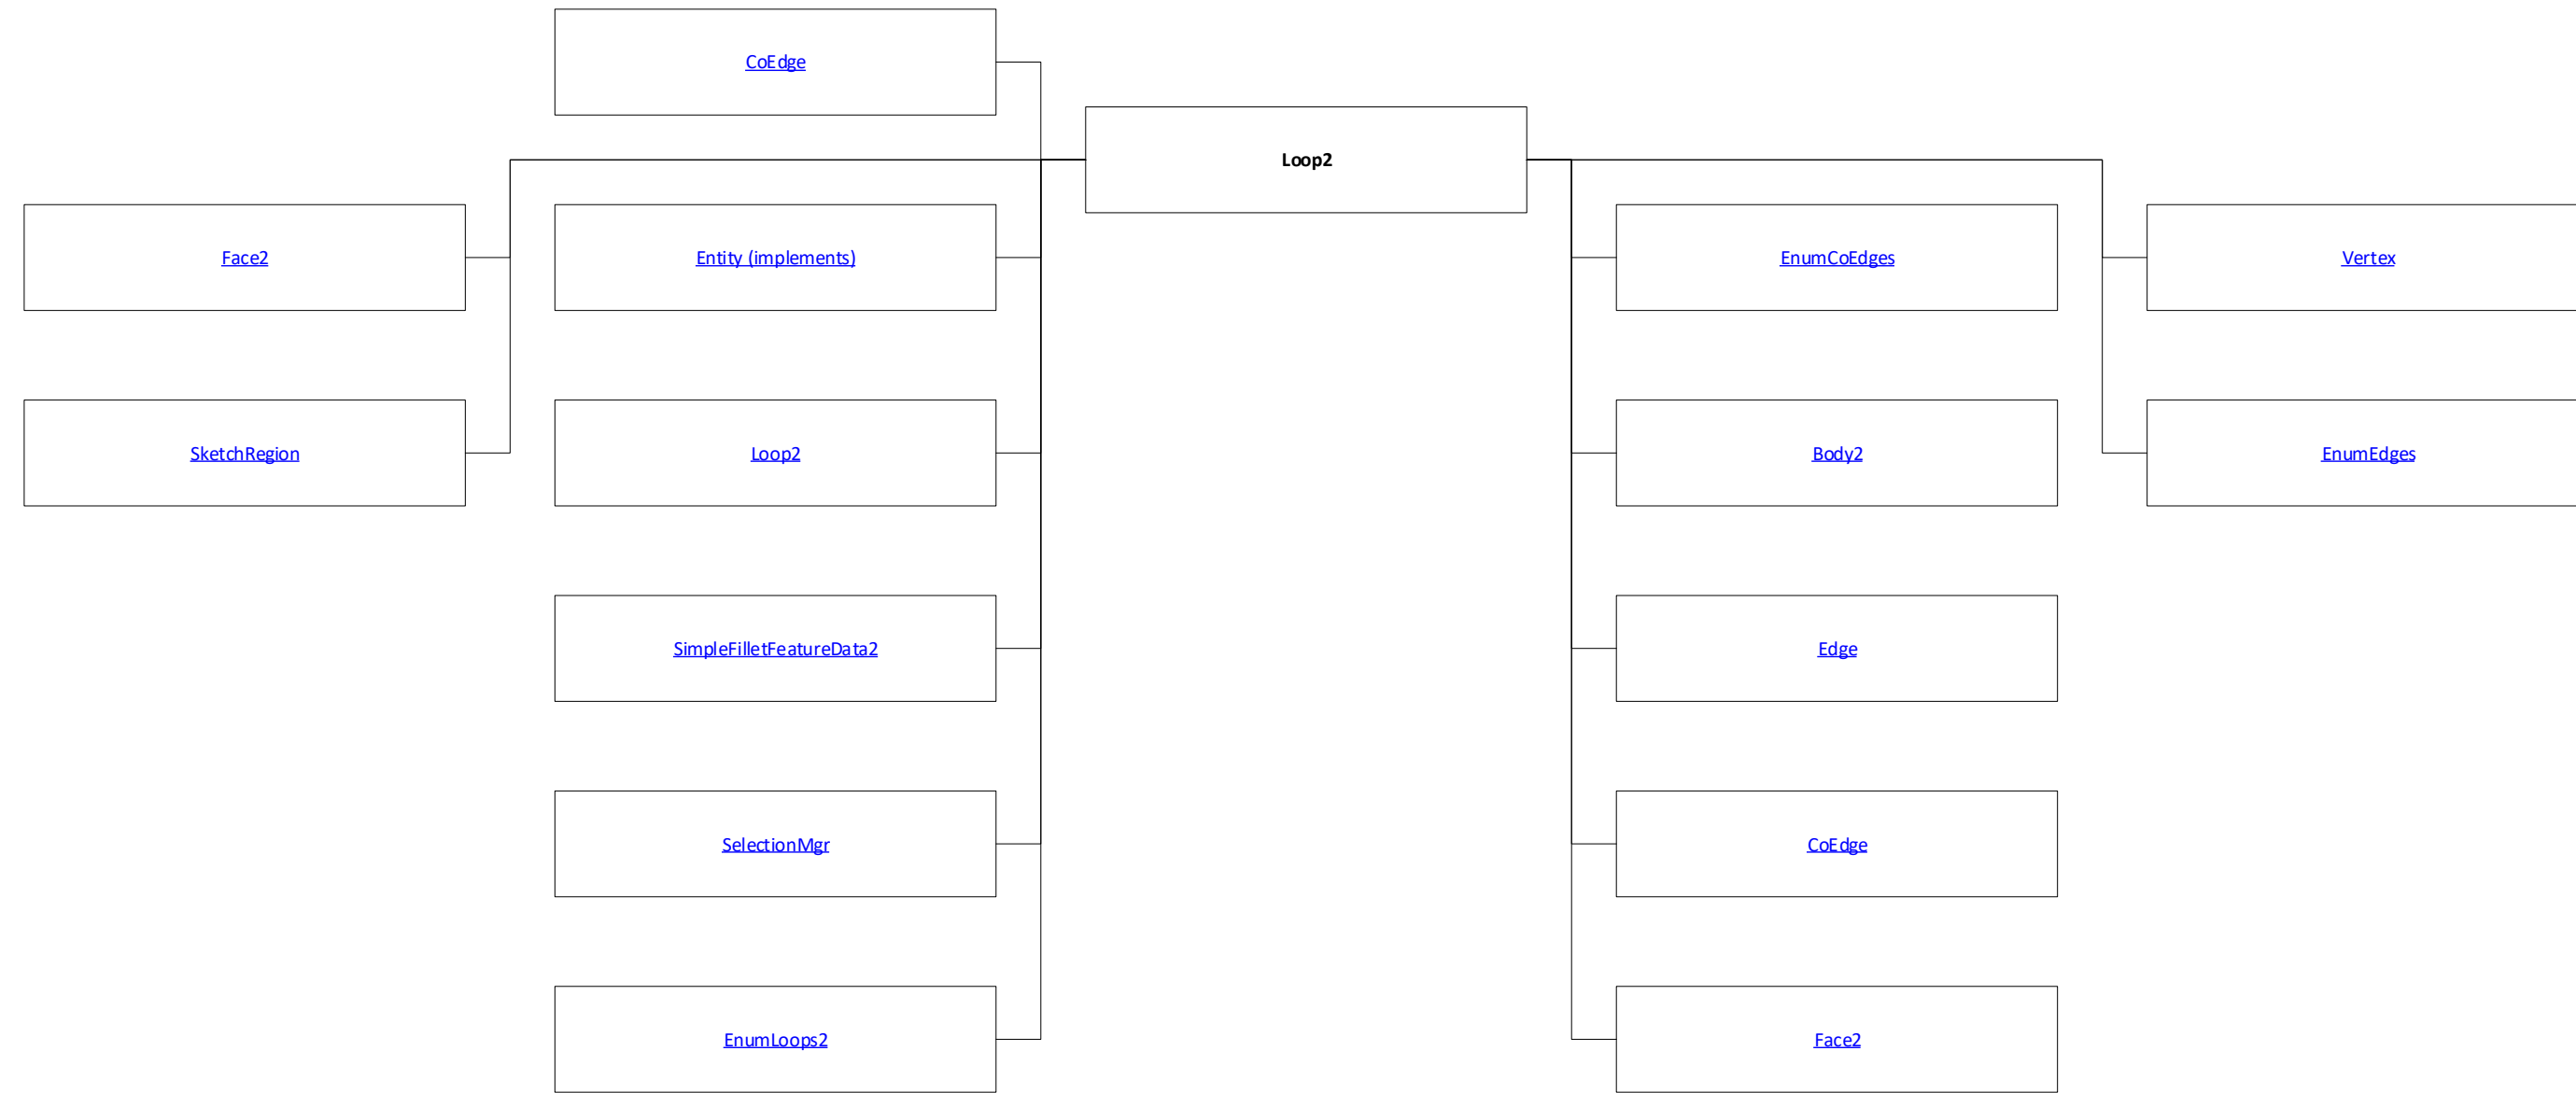 CoEdge
Loop2
Face2
Entity (implements)
EnumCoEdges
Vertex
SketchRegion
Loop2
Body2
EnumEdges
SimpleFilletFeatureData2
Edge
SelectionMgr
CoEdge
EnumLoops2
Face2